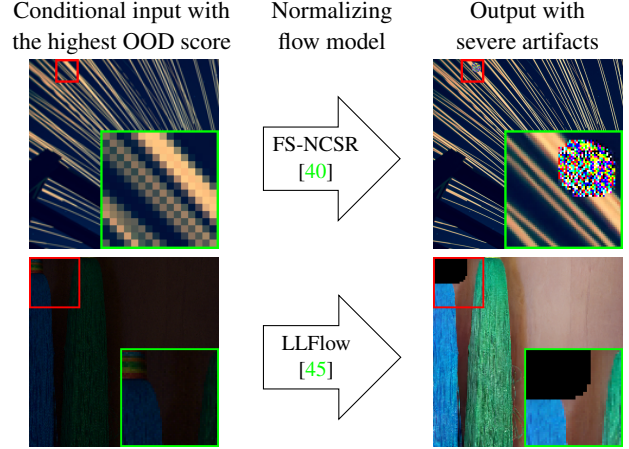 Conditional input with
the highest OOD score
Normalizing
flow model
Output with
severe artifacts
FS-NCSR
[40]
LLFlow
[45]